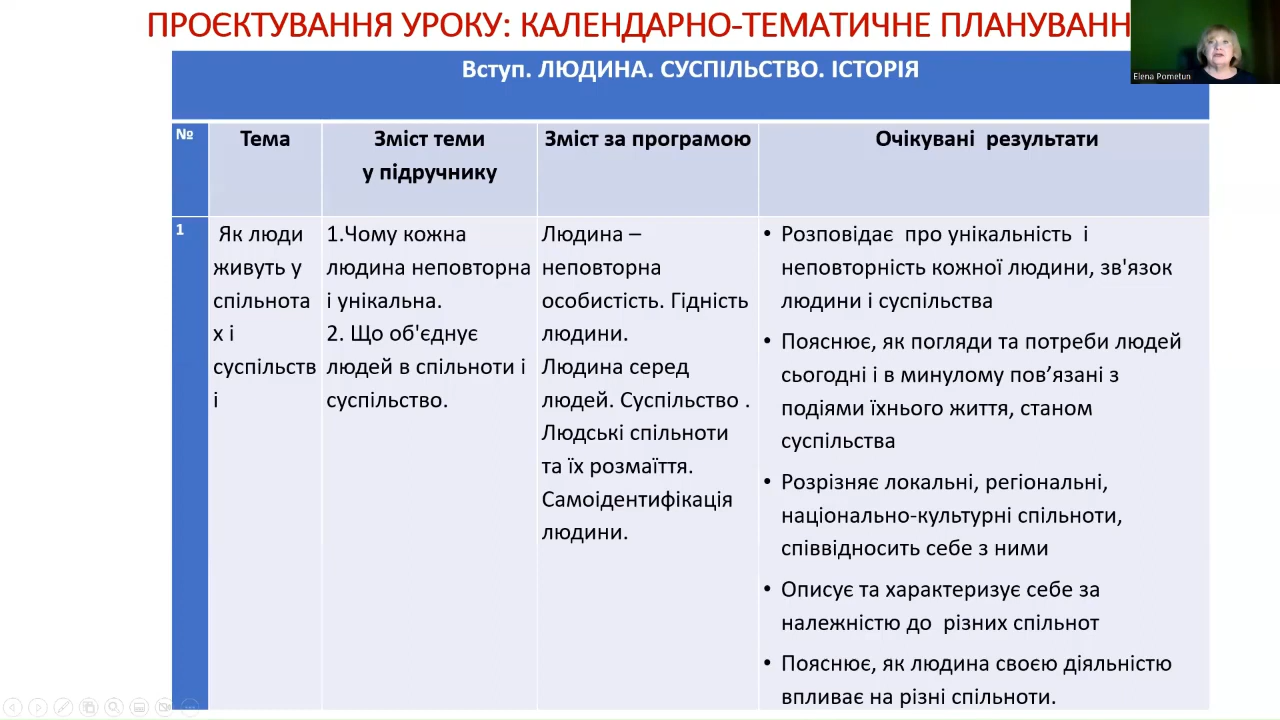 ПРОЄКТУВАННЯ УРОКУ: КАЛЕНДАРНО-ТЕМАТИЧНЕ ПЛАНУВАНН
Elena Pometun
Вступ. ЛЮДИНА. СУСПІЛЬСТВО. ІСТОРІЯ
№
Тема
Зміст теми
у підручнику
Зміст за програмою
Очікувані результати
1
Як люди
живуть у
спільнота
х і
суспільств
і
1.Чому кожна
людина неповторна
і унікальна.
2. Що об'єднує
людей в спільноти і
суспільство.
Людина –
неповторна
особистість. Гідність
людини.
Людина серед
людей. Суспільство .
Людські спільноти
та їх розмаїття.
Самоідентифікація
людини.
• Розповідає про унікальність і
неповторність кожної людини, зв'язок
людини і суспільства
• Пояснює, як погляди та потреби людей
сьогодні і в минулому пов’язані з
подіями їхнього життя, станом
суспільства
• Розрізняє локальні, регіональні,
національно-культурні спільноти,
співвідносить себе з ними
• Описує та характеризує себе за
належністю до різних спільнот
• Пояснює, як людина своєю діяльністю
впливає на різні спільноти.